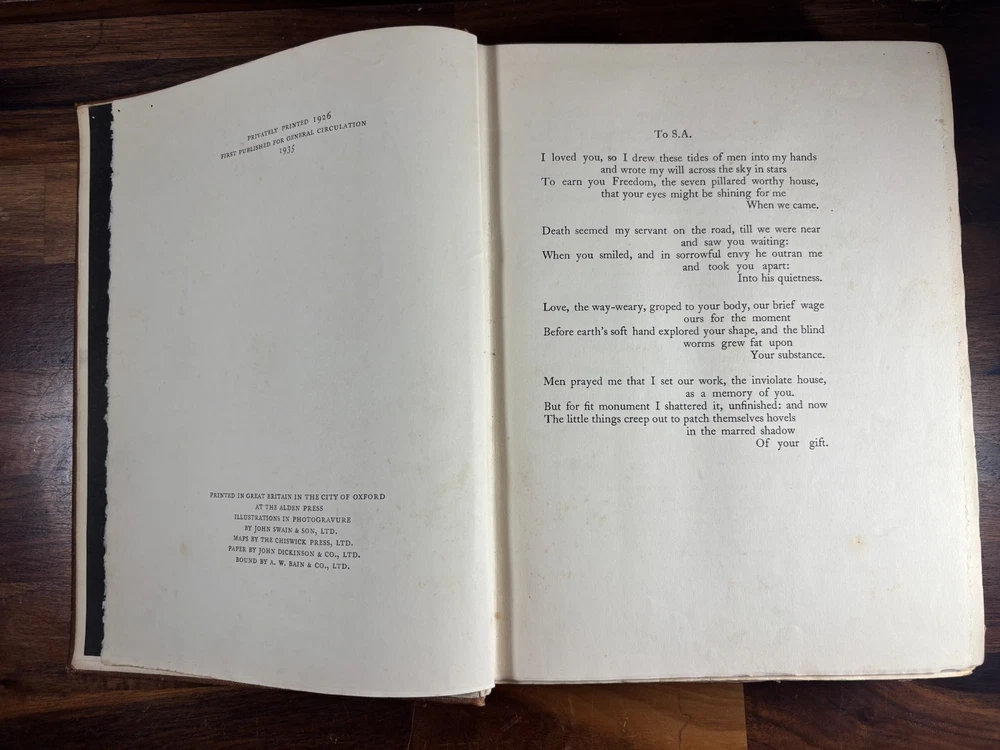 PRIVATELY PRINTED 1926
FIRST PUBLISHED FOR GENERAL CIRCULATION
1935
PRINTED IN GREAT BRITAIN IN THE CITY OF OXFORD
AT THE ALDEN PRESS
ILLUSTRATIONS IN PHOTOGRAVURE
BY JOHN SWAIN & SON, LTD.
MAPS BY THE CHISWICK PRESS, LTD.
PAPER BY JOHN DICKINSON & CO., LTD.
BOUND BY A. W. BAIN & CO., LTD.
To S.A.
I loved you, so I drew these tides of men into my hands
and wrote my will across the sky in stars
To earn you Freedom, the seven pillared worthy house,
that your eyes might be shining for me
When we came.
Death seemed my servant on the road, till we were near
and saw you waiting:
When you smiled, and in sorrowful envy he outran me
and took you apart:
Into his quietness.
Love, the way-weary, groped to your body, our brief wage
ours for the moment
Before earth's soft hand explored your shape, and the blind
worms grew fat upon
Your substance.
Men prayed me that I set our work, the inviolate house,
as a memory of you.
But for fit monument I shattered it, unfinished: and now
The little things creep out to patch themselves hovels
in the marred shadow
Of your gift.